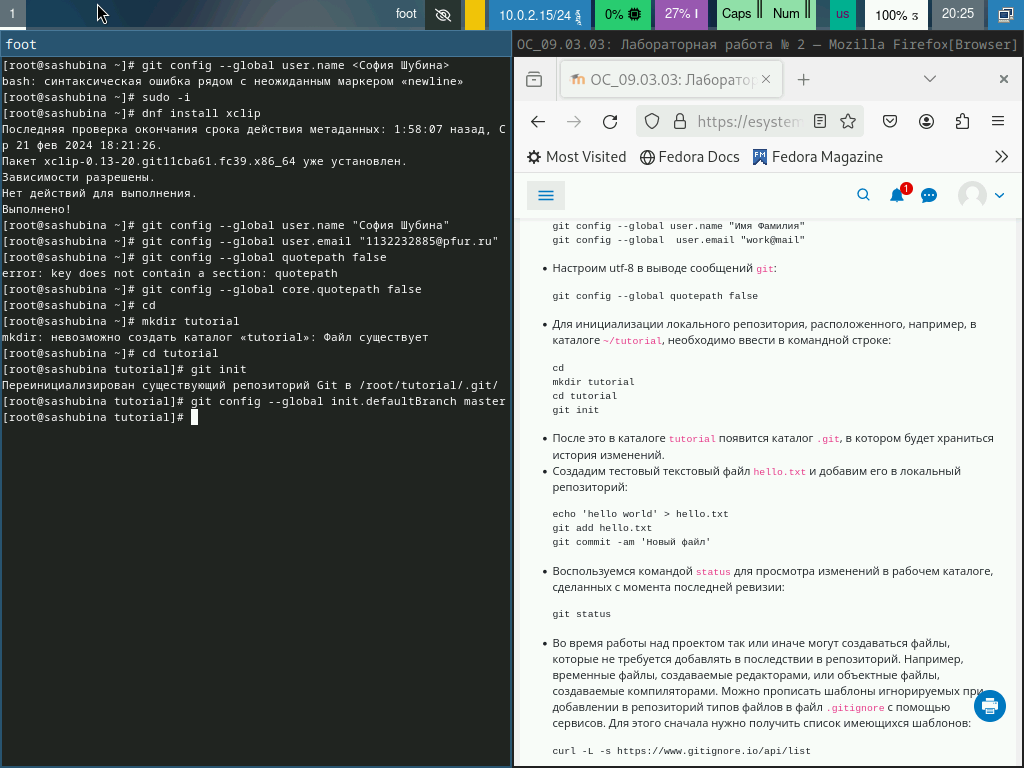 1
foot
10.0.2.15/24
0%
27%
Caps
Num
us
100%
20:25
foot
[root@sashubina ~]# git config --global user.name <София Шубина>
bash: синтаксическая ошибка рядом с неожиданным маркером «newline»
[root@sashubina ~]# sudo -i
[root@sashubina ~]# dnf install xclip
Последняя проверка окончания срока действия метаданных: 1:58:07 назад, С
р 21 фев 2024 18:21:26.
Пакет xclip-0.13-20.git11cba61.fc39.x86_64 уже установлен.
Зависимости разрешены.
Нет действий для выполнения.
Выполнено!
[root@sashubina ~]# git config --global user.name "София Шубина"
[root@sashubina ~]# git config --global user.email "1132232885@pfur.ru"
[root@sashubina ~]# git config --global quotepath false
error: key does not contain a section: quotepath
[root@sashubina ~]# git config --global core.quotepath false
[root@sashubina ~]# cd
[root@sashubina ~]# mkdir tutorial
mkdir: невозможно создать каталог «tutorial»: Файл существует
[root@sashubina ~]# cd tutorial
[root@sashubina tutorial]# git init
Переинициализирован существующий репозиторий Git в /root/tutorial/.git/
[root@sashubina tutorial]# git config --global init.defaultBranch master
[root@sashubina tutorial]#
ОС_09.03.03: Лабораторная работа № 2 — Mozilla Firefox[Browser]
ОС_09.03.03: Лаборато
https://esystem
Most Visited
Fedora Docs
Fedora Magazine
1
git config --global user.name "Имя Фамилия"
git config --global user.email "work@mail"
• Настроим utf-8 в выводе сообщений git:
git config --global quotepath false
• Для инициализации локального репозитория, расположенного, например, в
каталоге ~/tutorial, необходимо ввести в командной строке:
cd
mkdir tutorial
cd tutorial
git init
• После это в каталоге tutorial появится каталог .git, в котором будет храниться
история изменений.
• Создадим тестовый текстовый файл hello.txt и добавим его в локальный
репозиторий:
echo 'hello world' > hello.txt
git add hello.txt
git commit -am 'Новый файл'
• Воспользуемся командой status для просмотра изменений в рабочем каталоге,
сделанных с момента последней ревизии:
git status
• Во время работы над проектом так или иначе могут создаваться файлы,
которые не требуется добавлять в последствии в репозиторий. Например,
временные файлы, создаваемые редакторами, или объектные файлы,
создаваемые компиляторами. Можно прописать шаблоны игнорируемых при
добавлении в репозиторий типов файлов в файл .gitignore с помощью
сервисов. Для этого сначала нужно получить список имеющихся шаблонов:
curl -L -s https://www.gitignore.io/api/list